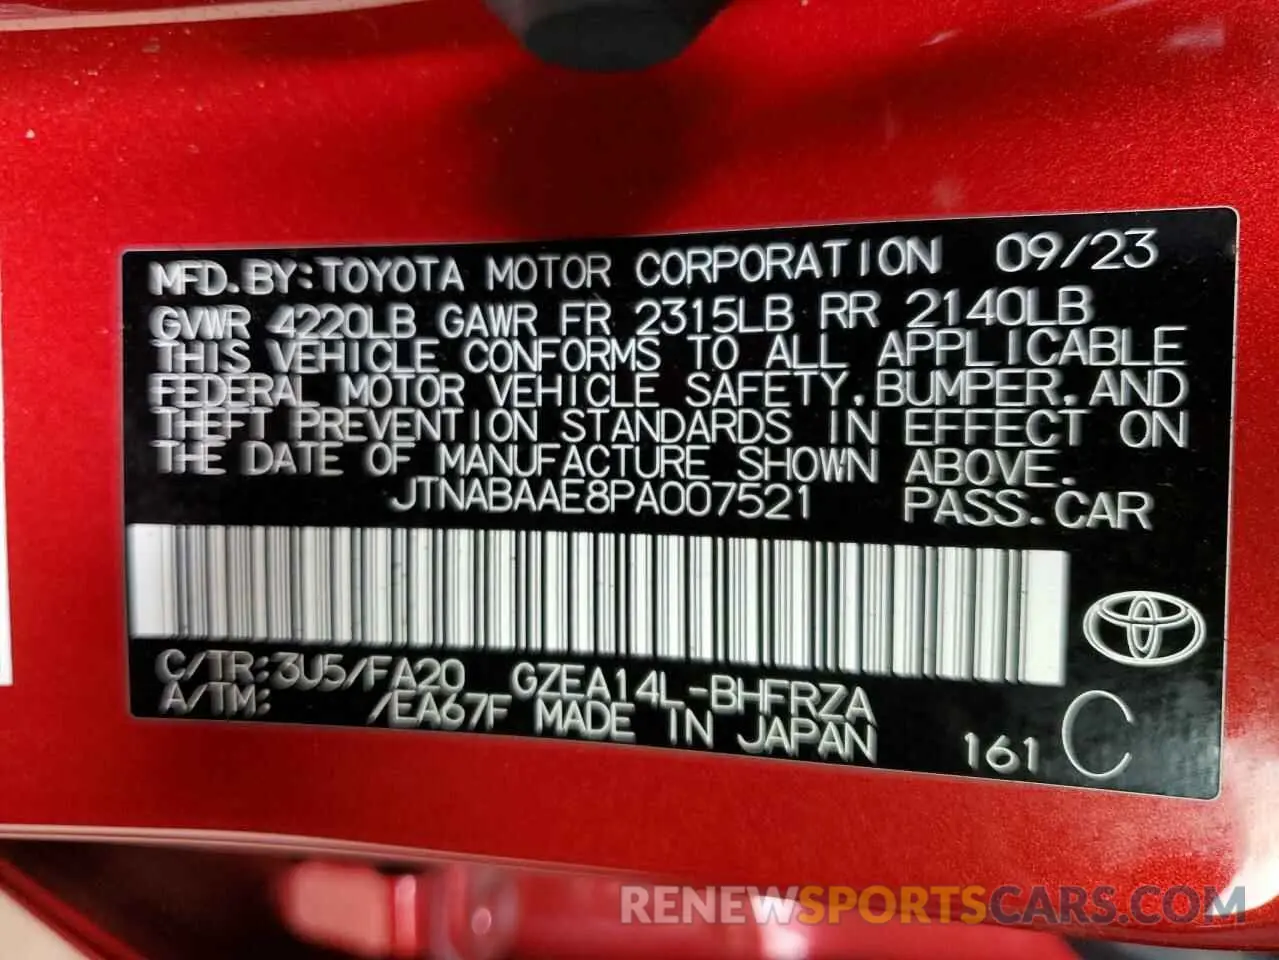 MFD. BY: TOYOTA MOTOR CORPORATION 09/23
GVWR 4220LB GAWR FR 2315LB RR 2140LB
THIS VEHICLE CONFORMS TO ALL APPLICABLE
FEDERAL MOTOR VEHICLE SAFETY, BUMPER, AND
THEFT PREVENTION STANDARDS IN EFFECT ON
THE DATE OF MANUFACTURE SHOWN ABOVE.
JTNABAAE8PA007521 PASS. CAR
C/TR: 3U5/FA20 GZEA14L-BHFRZA
A/TM: /EA67F MADE IN JAPAN 161 C
RENEWSPORTSCARS.COM